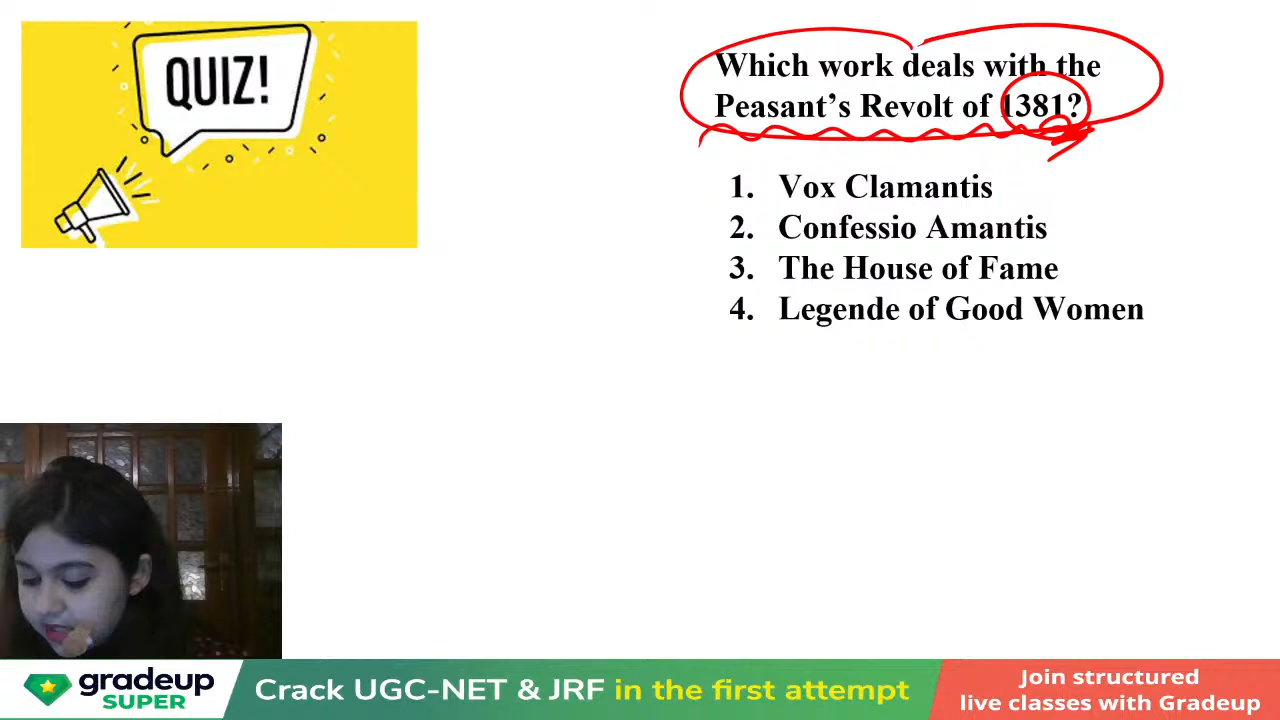 QUIZ!
Which work deals with the
Peasant's Revolt of 1381?
1. Vox Clamantis
2. Confessio Amantis
3. The House of Fame
4. Legende of Good Women
gradeup
SUPER
Crack UGC-NET & JRF in the first attempt
Join structured
live classes with Gradeup